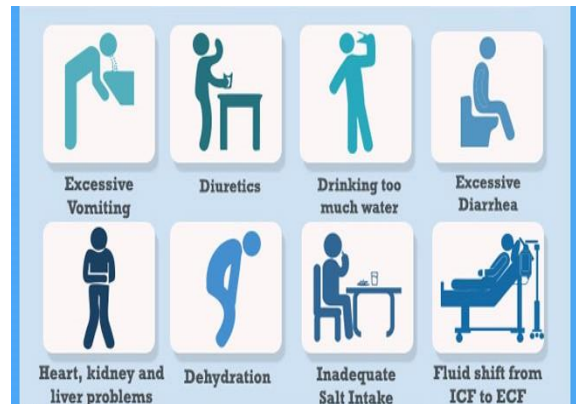 Excessive
Vomiting
Diuretics
Drinking too
much water
Excessive
Diarrhea
Heart, kidney and
liver problems
Dehydration
Inadequate
Salt Intake
Fluid shift from
ICF to ECF